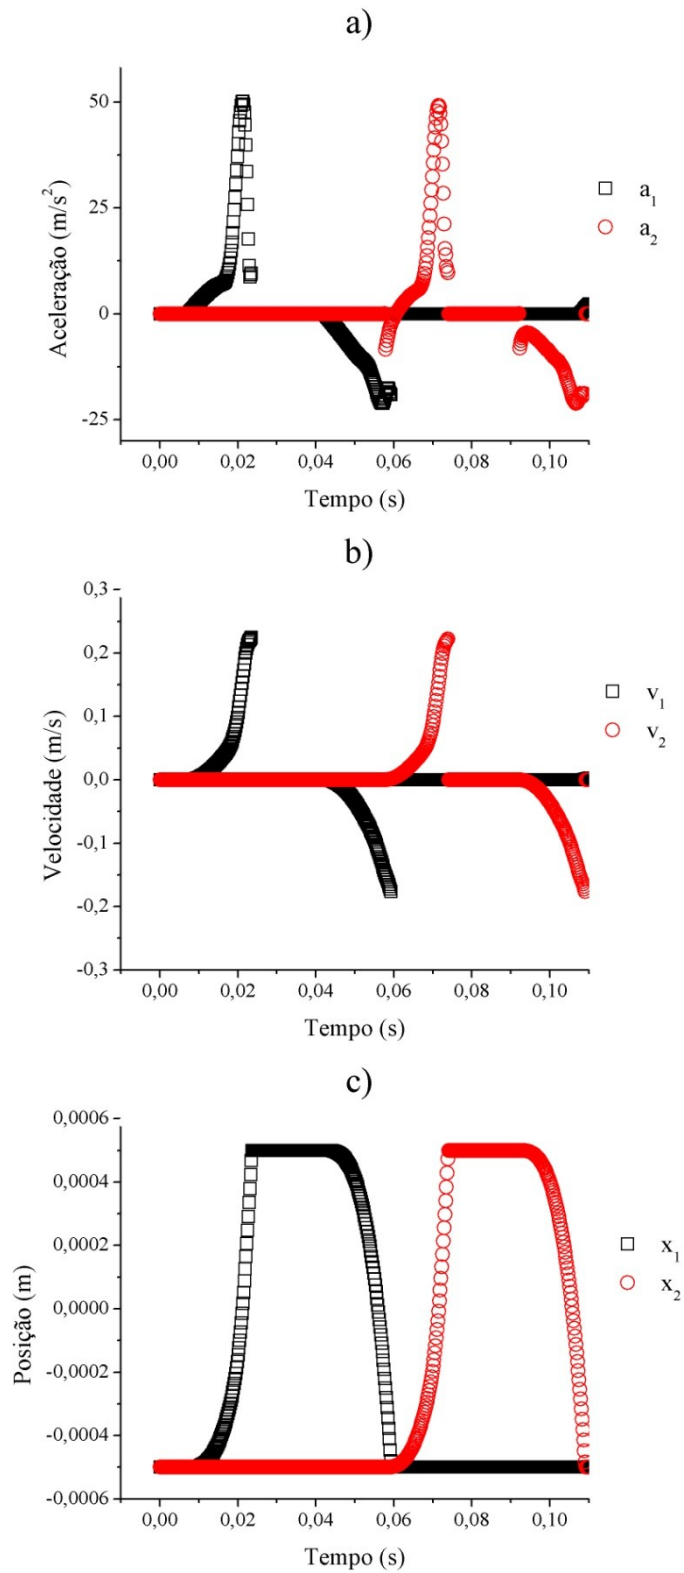 a)
50
25
0
-25
Aceleração (m/s²)
a₁
a₂
0,00 0,02 0,04 0,06 0,08 0,10
Tempo (s)
b)
0,3
0,2
0,1
0,0
-0,1
-0,2
-0,3
Velocidade (m/s)
v₁
v₂
0,00 0,02 0,04 0,06 0,08 0,10
Tempo (s)
c)
0,0006
0,0004
0,0002
0,0000
-0,0002
-0,0004
-0,0006
Posição (m)
x₁
x₂
0,00 0,02 0,04 0,06 0,08 0,10
Tempo (s)